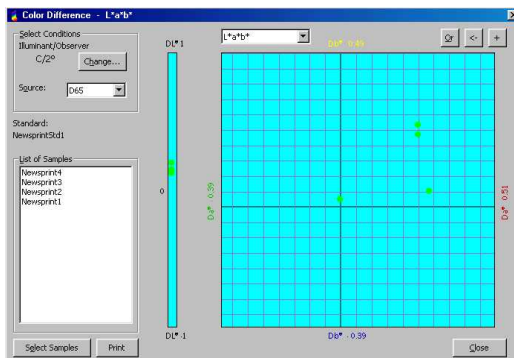 Color Difference - L*a*b*
Select Conditions
Illuminant/Observer
C/2º
Change...
Source:
D65
Standard:
NewsprintStd1
List of Samples
Newsprint4
Newsprint3
Newsprint2
Newsprint1
Select Samples
Print
DL* 1
0
DL* -1
L*a*b*
Or
<-
+
Db* 0.49
Da* -0.39
Da* 0.51
Db* -0.39
Close